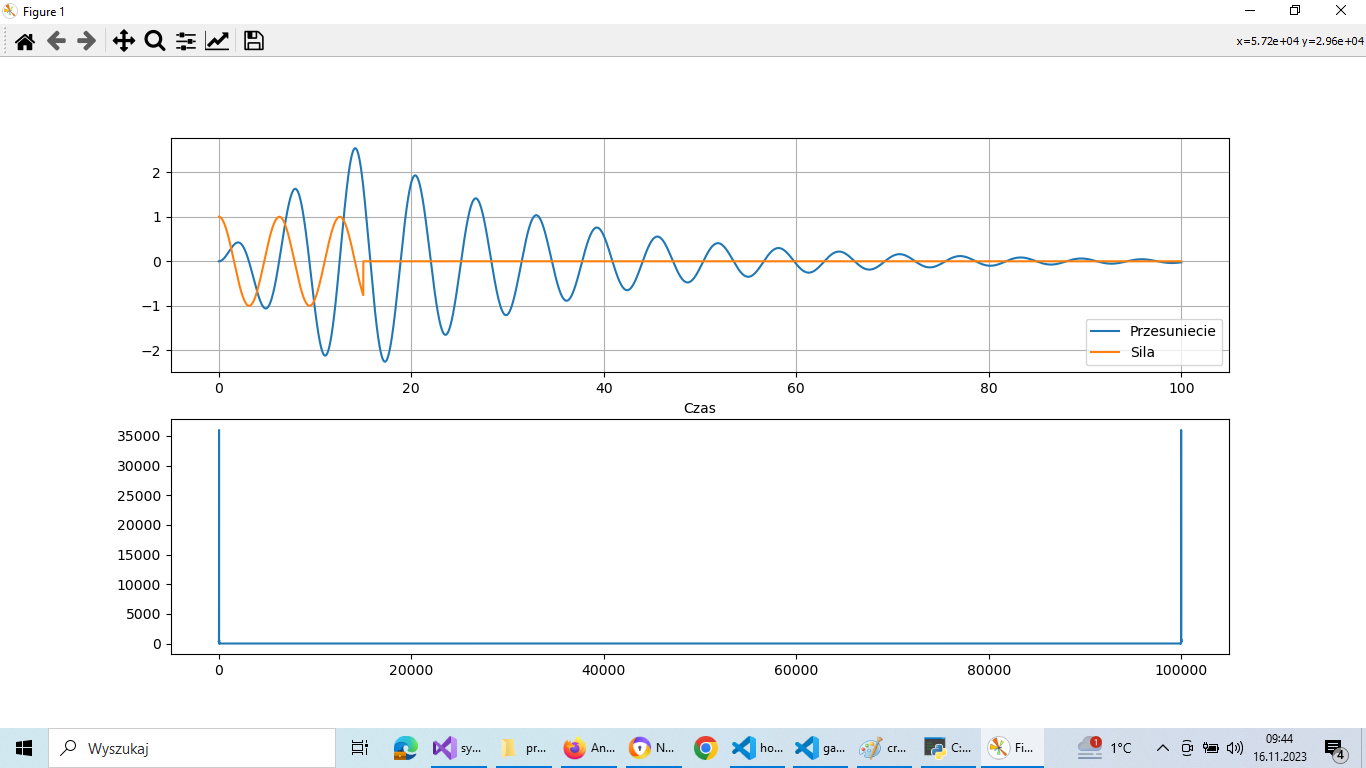 Figure 1
x=5.72e+04 y=2.96e+04
2
1
0
−1
−2
Przesuniecie
Sila
0 20 40 60 80 100
Czas
35000
30000
25000
20000
15000
10000
5000
0
0 20000 40000 60000 80000 100000
Wyszukaj
sy...
pr...
An...
N...
ho...
ga...
cr...
C:...
Fi...
1
1°C
09:44
16.11.2023
4